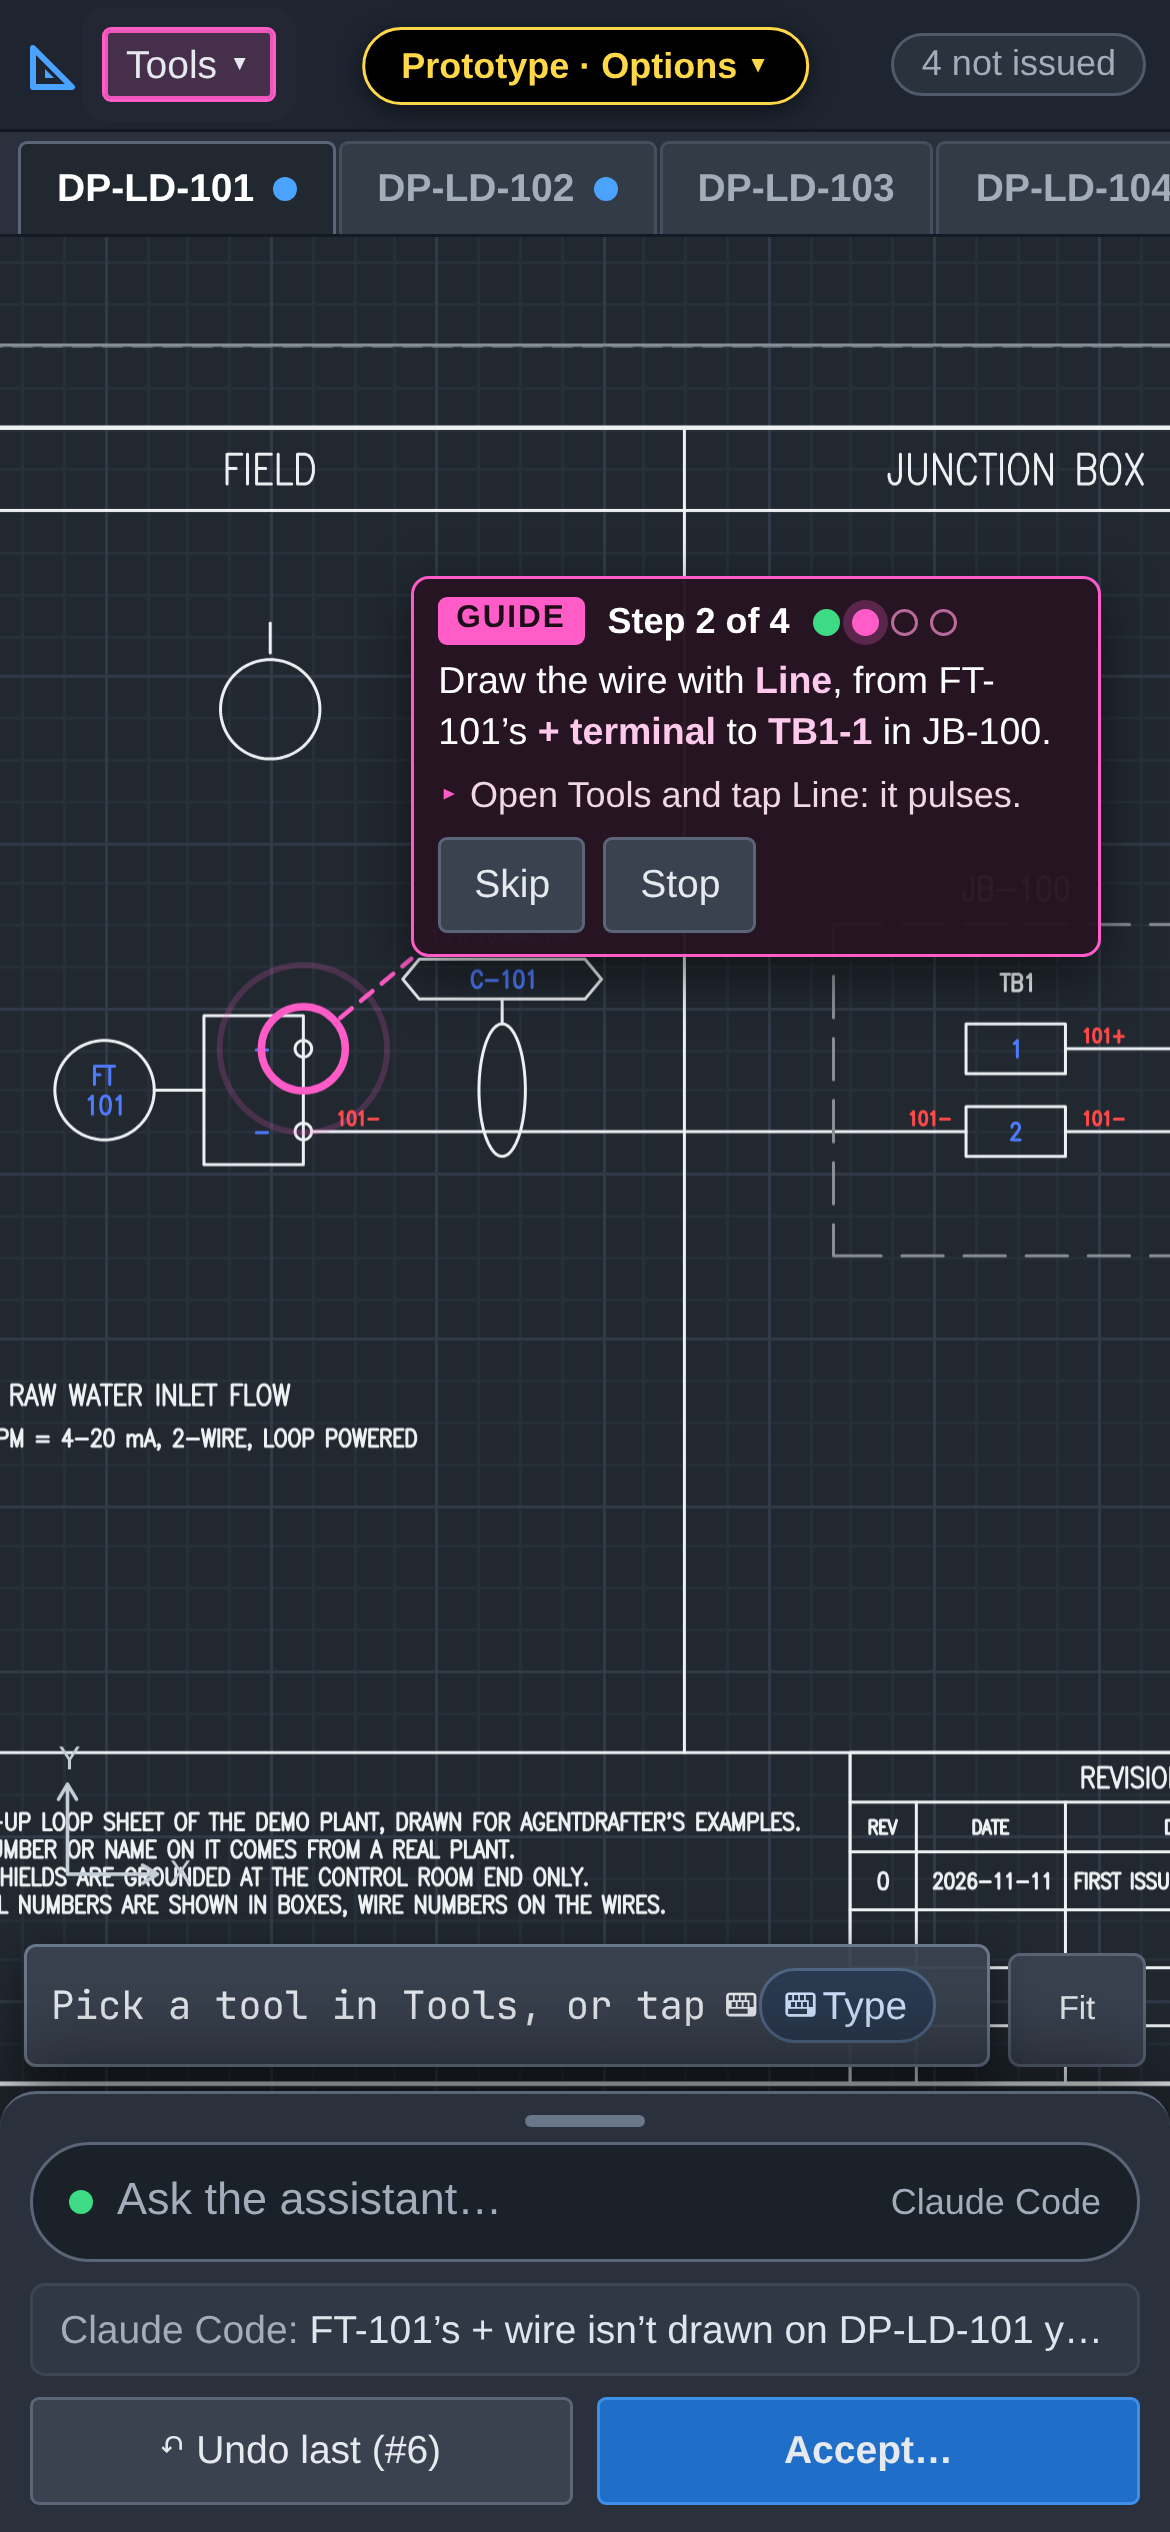 Tools ▼
Prototype · Options ▼
4 not issued
DP-LD-101
DP-LD-102
DP-LD-103
DP-LD-104
FIELD
JUNCTION BOX
GUIDE Step 2 of 4
Draw the wire with Line, from FT-
101’s + terminal to TB1-1 in JB-100.
▸ Open Tools and tap Line: it pulses.
Skip
Stop
JB-100
C-101
TB1
FT
101
1
101+
−
101-
101-
2
101-
RAW WATER INLET FLOW
PM = 4-20 mA, 2-WIRE, LOOP POWERED
Y
X
REVISIO
-UP LOOP SHEET OF THE DEMO PLANT, DRAWN FOR AGENTDRAFTER'S EXAMPLES.
UMBER OR NAME ON IT COMES FROM A REAL PLANT.
SHIELDS ARE GROUNDED AT THE CONTROL ROOM END ONLY.
L NUMBERS ARE SHOWN IN BOXES, WIRE NUMBERS ON THE WIRES.
REV
DATE
D
0
2026-11-11
FIRST ISSU
Pick a tool in Tools, or tap ⌨
⌨ Type
Fit
Ask the assistant…
Claude Code
Claude Code: FT-101’s + wire isn’t drawn on DP-LD-101 y…
↶ Undo last (#6)
Accept…